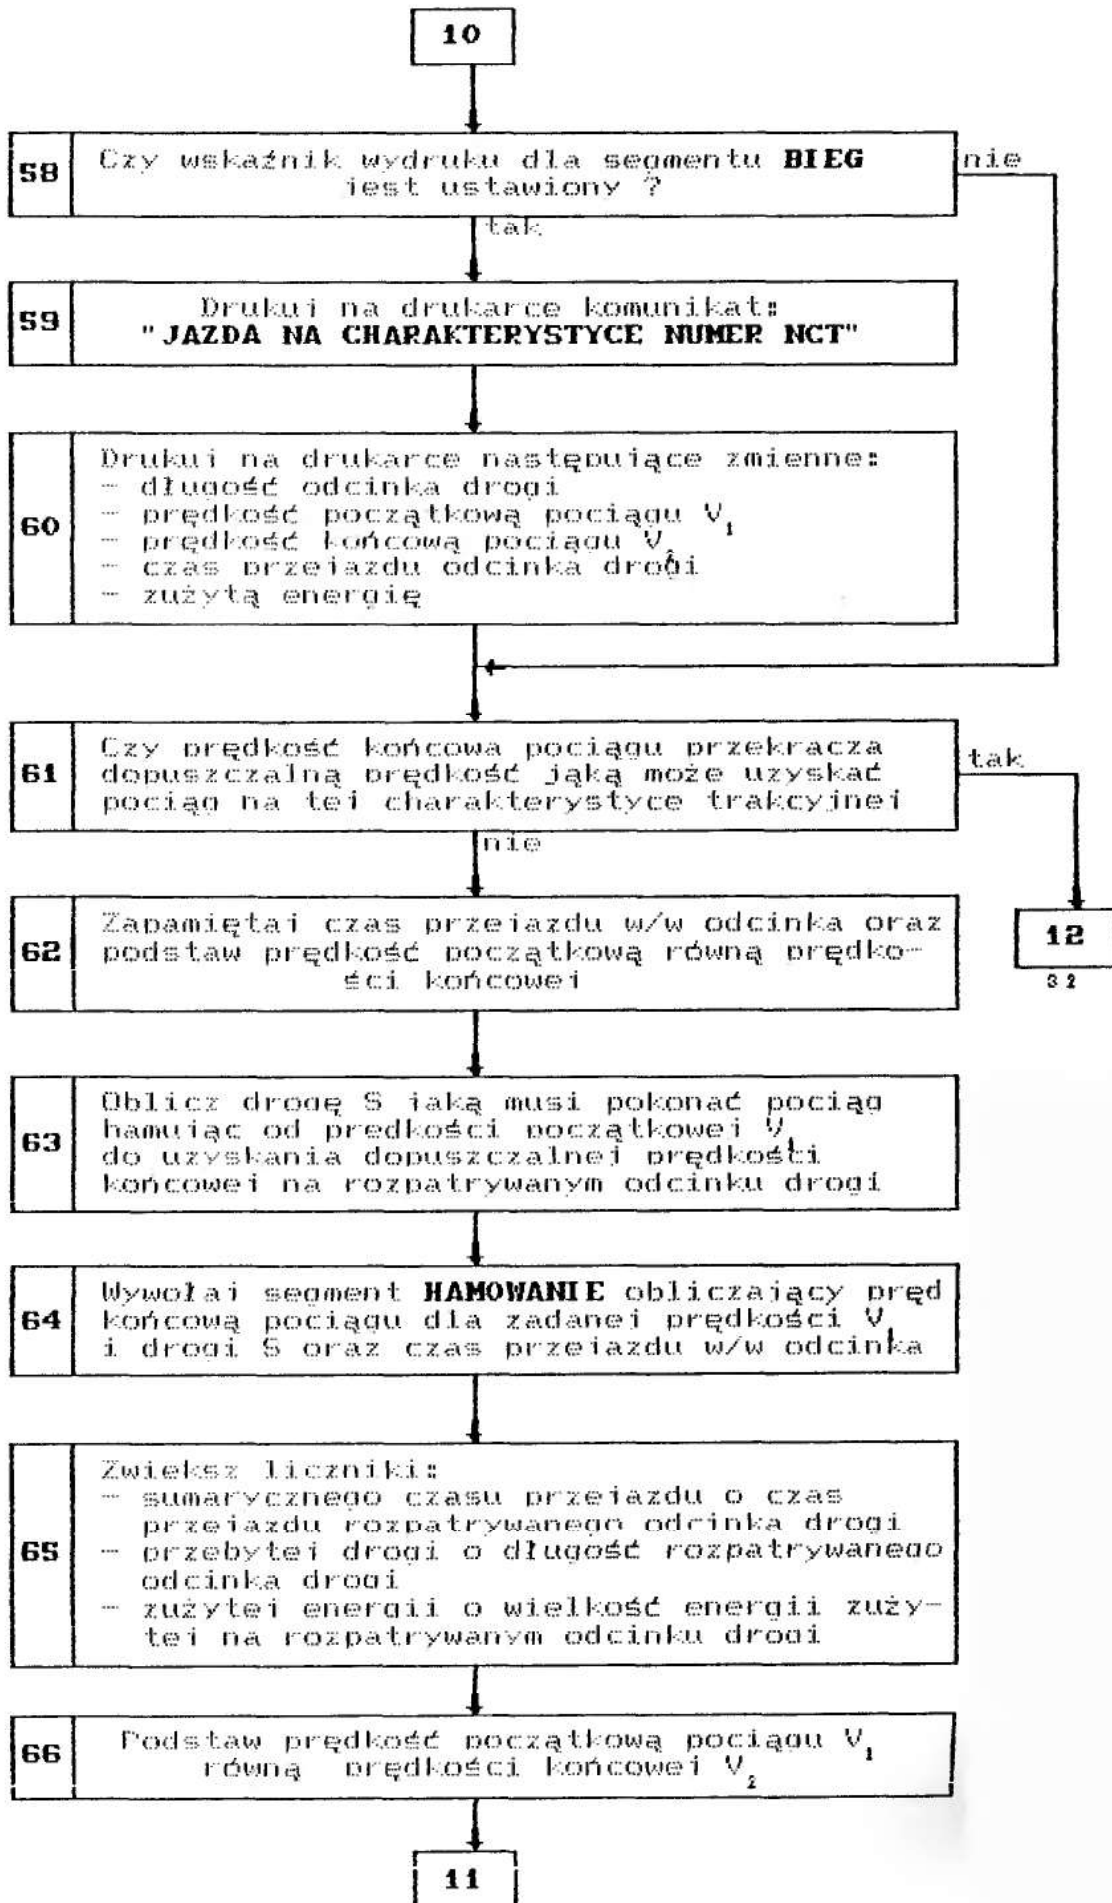 10
58 Czy wskaźnik wydruku dla segmentu BIEG
jest ustawiony ?
nie
tak
59 Drukuj na drukarce komunikat:
"JAZDA NA CHARAKTERYSTYCE NUMER NCT"
60 Drukuj na drukarce następujące zmienne:
- długość odcinka drogi
- prędkość początkową pociągu V1
- prędkość końcową pociągu V2
- czas przejazdu odcinka drogi
- zużytą energię
61 Czy prędkość końcowa pociągu przekracza
dopuszczalną prędkość jąką może uzyskać
pociąg na tej charakterystyce trakcyjnej
tak
nie
62 Zapamiętaj czas przejazdu w/w odcinka oraz
podstaw prędkość początkową równą prędko-
ści końcowej
12
32
63 Oblicz drogę S jaką musi pokonać pociąg
hamując od predkości początkowej V1
do uzyskania dopuszczalnej prędkości
końcowej na rozpatrywanym odcinku drogi
64 Wywołaj segment HAMOWANIE obliczający pręd
końcową pociągu dla zadanej prędkości V1
i drogi S oraz czas przejazdu w/w odcinka
65 Zwieksz liczniki:
- sumarycznego czasu przejazdu o czas
przejazdu rozpatrywanego odcinka drogi
- przebytej drogi o długość rozpatrywanego
odcinka drogi
- zużytej energii o wielkość energii zuży-
tej na rozpatrywanym odcinku drogi
66 Podstaw prędkość początkową pociągu V1
równą prędkości końcowej V2
11